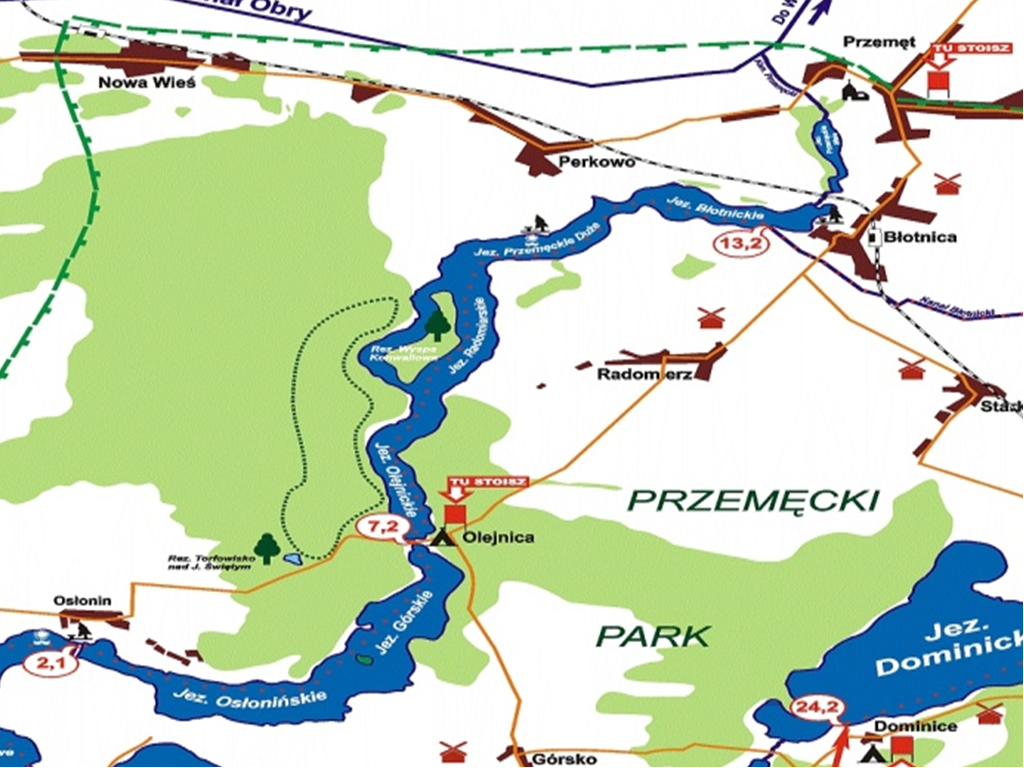 Obry
Do W
Przemęt
TU STOISZ
Nowa Wieś
Perkowo
Jez. Błotnickie
13,2
Błotnica
Jez. Przemęckie Duże
Kanał Błotnicki
Jez. Radomierskie
Rez. Wyspa
Konwaliowa
Radomierz
Jez. Olejnickie
TU STOISZ
PRZEMĘCKI
7,2
Olejnica
Rez. Torfowisko
nad J. Świętym
Osłonin
Jez. Górskie
PARK
Jez.
Dominick
2,1
Jez. Osłonińskie
24,2
Dominice
Górsko